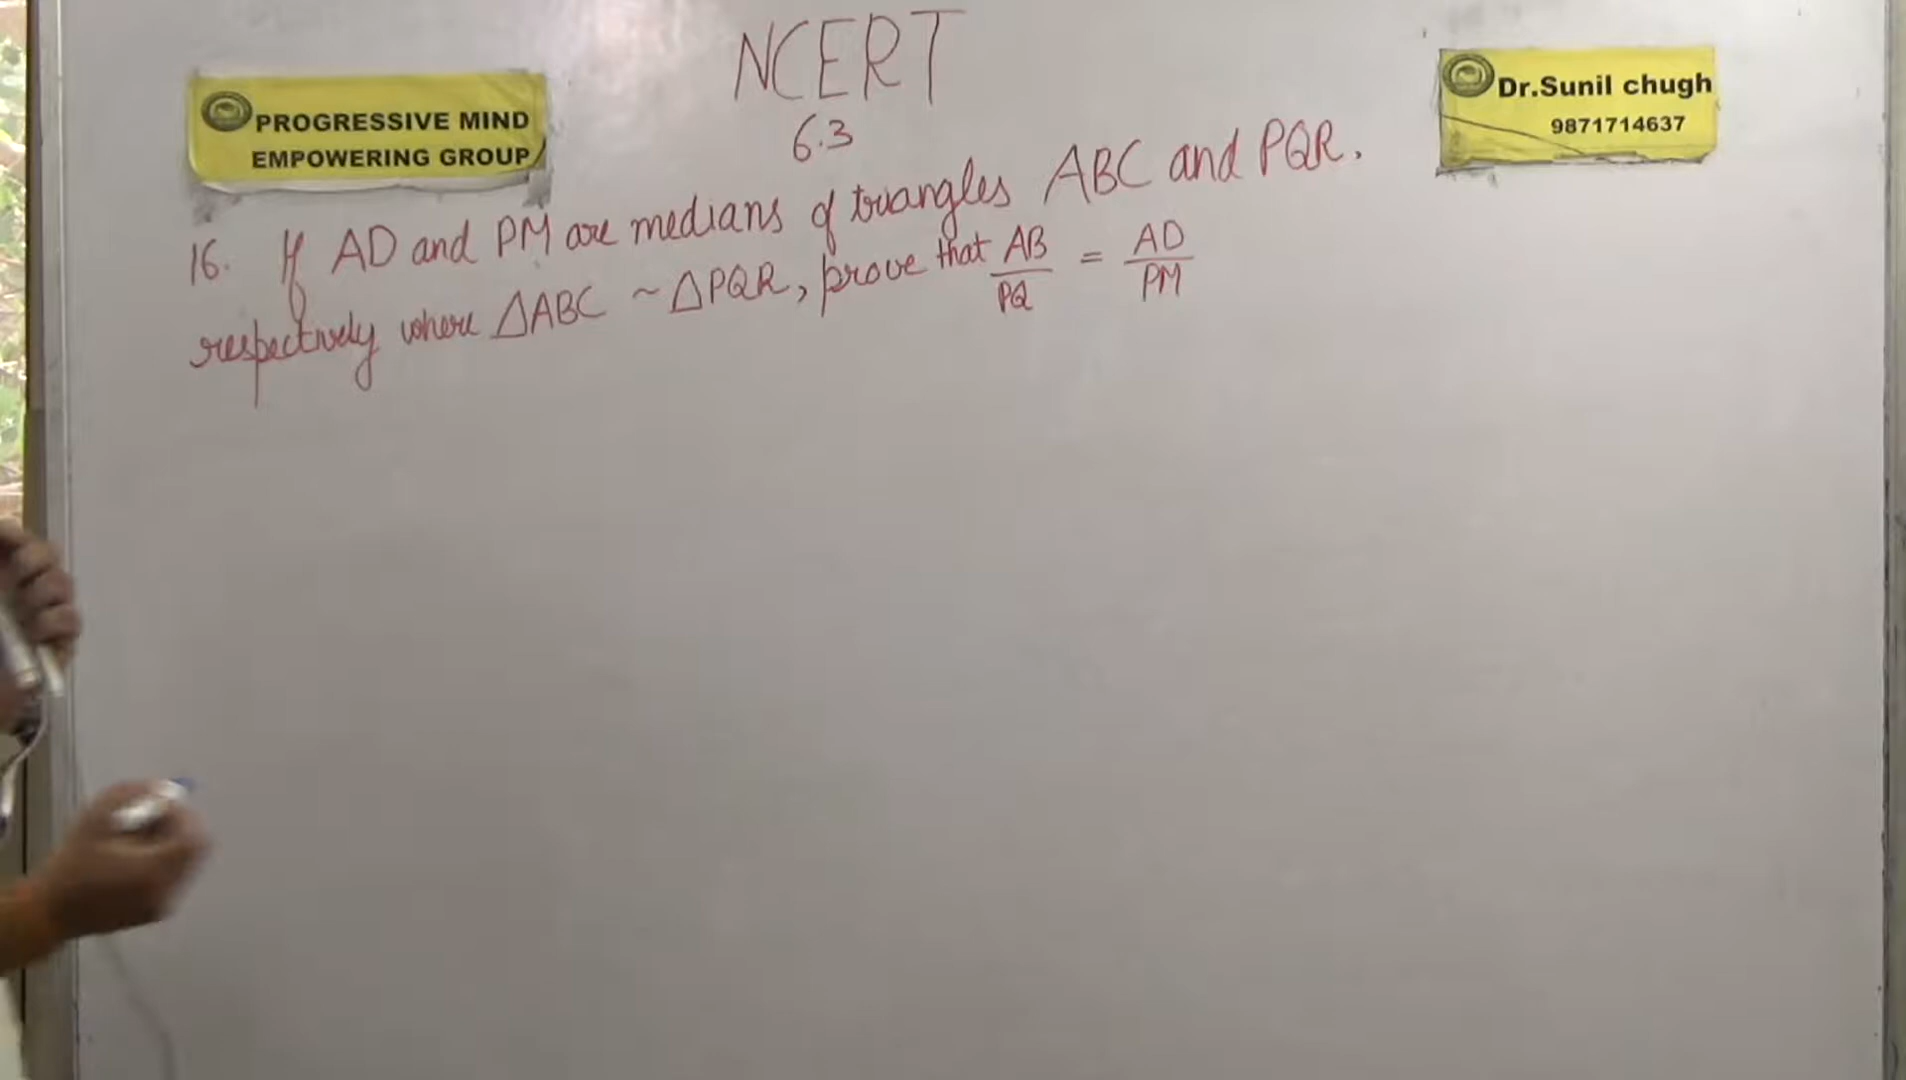 NCERT
6.3
PROGRESSIVE MIND
EMPOWERING GROUP
Dr.Sunil chugh
9871714637
16. If AD and PM are medians of triangles ABC and PQR.
respectively where △ABC ~ △PQR, prove that AB/PQ = AD/PM